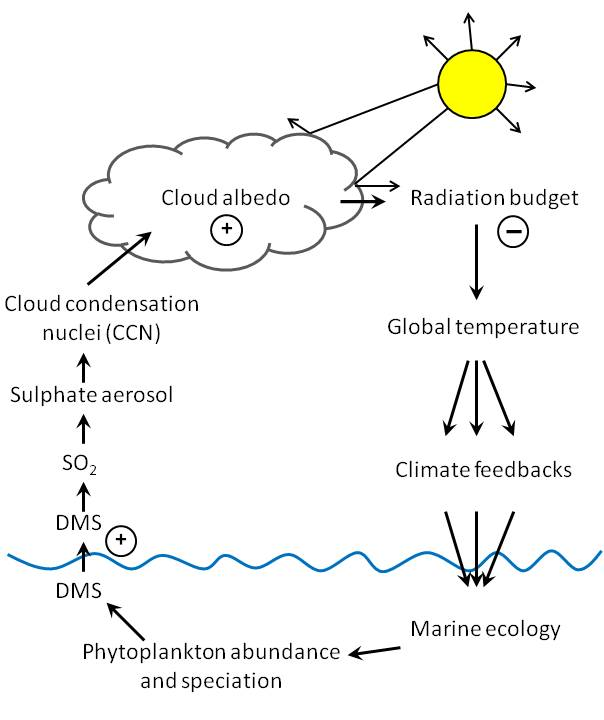 Cloud albedo
+
Radiation budget
−
Cloud condensation
nuclei (CCN)
Global temperature
Sulphate aerosol
SO₂
Climate feedbacks
DMS
+
DMS
Marine ecology
Phytoplankton abundance
and speciation